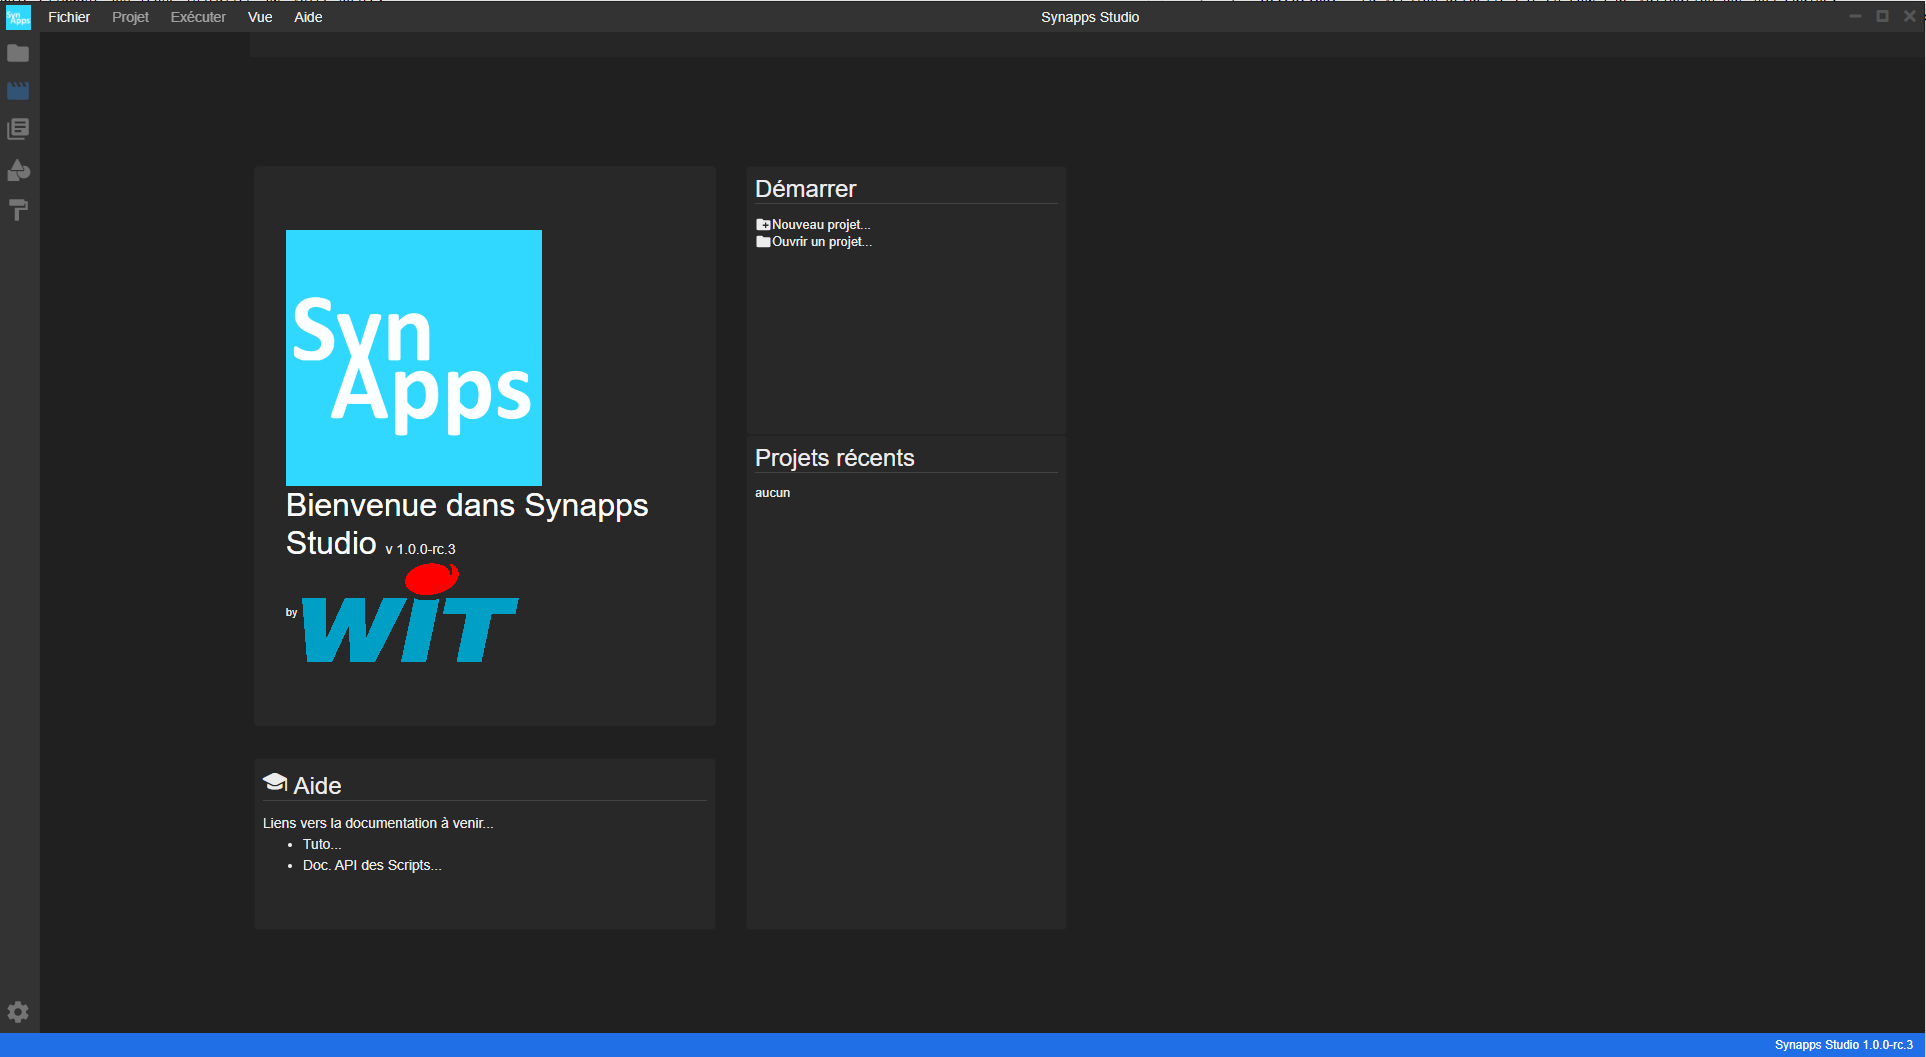 Syn
Apps
Fichier Projet Exécuter Vue Aide
Synapps Studio
Syn
Apps
Bienvenue dans Synapps
Studio v 1.0.0-rc.3
by WIT
Démarrer
Nouveau projet...
Ouvrir un projet...
Projets récents
aucun
Aide
Liens vers la documentation à venir...
• Tuto...
• Doc. API des Scripts...
Synapps Studio 1.0.0-rc.3